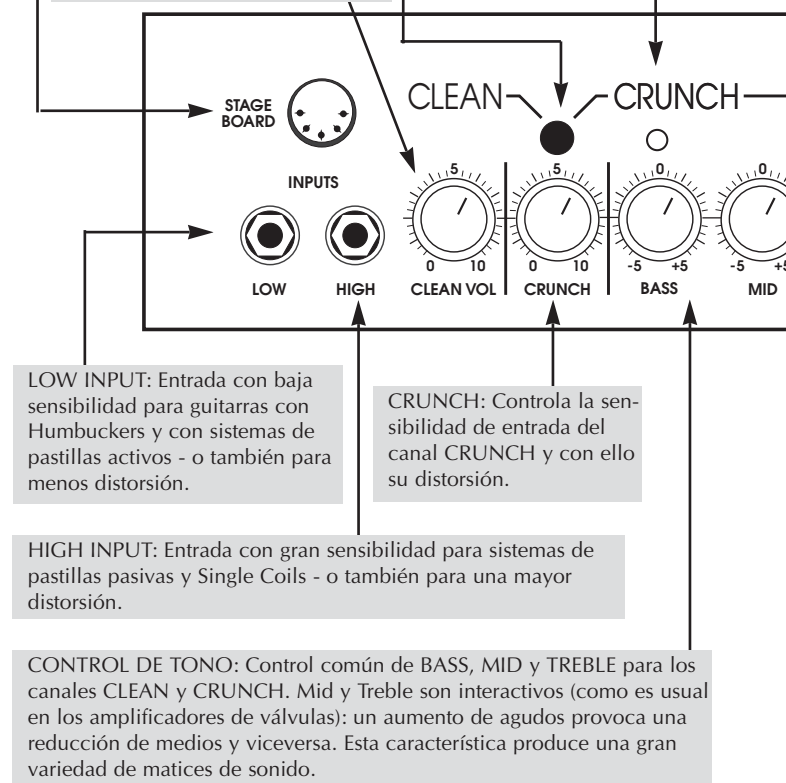 CLEAN
CRUNCH
STAGE
BOARD
INPUTS
5
5
0
0
0 10
0 10
-5 +5
-5 +5
LOW
HIGH
CLEAN VOL
CRUNCH
BASS
MID
LOW INPUT: Entrada con baja
sensibilidad para guitarras con
Humbuckers y con sistemas de
pastillas activos - o también para
menos distorsión.
CRUNCH: Controla la sen-
sibilidad de entrada del
canal CRUNCH y con ello
su distorsión.
HIGH INPUT: Entrada con gran sensibilidad para sistemas de
pastillas pasivas y Single Coils - o también para una mayor
distorsión.
CONTROL DE TONO: Control común de BASS, MID y TREBLE para los
canales CLEAN y CRUNCH. Mid y Treble son interactivos (como es usual
en los amplificadores de válvulas): un aumento de agudos provoca una
reducción de medios y viceversa. Esta característica produce una gran
variedad de matices de sonido.